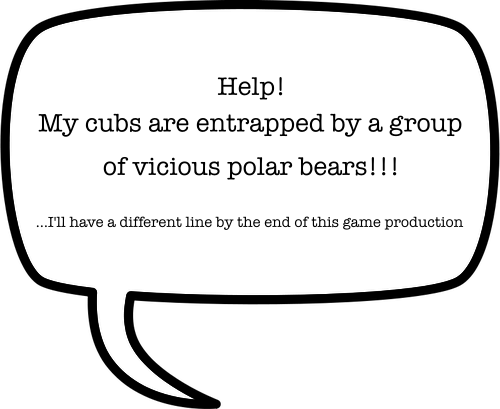 Help!
My cubs are entrapped by a group
of vicious polar bears!!!
...I'll have a different line by the end of this game production